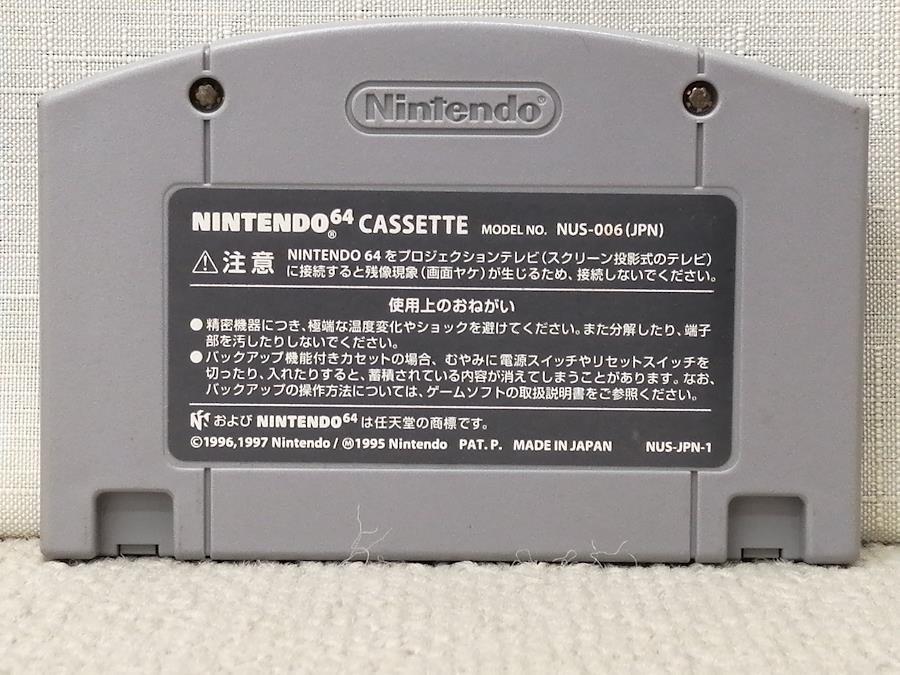 Nintendo®
NINTENDO64® CASSETTE MODEL NO. NUS-006(JPN)
⚠注意 NINTENDO 64をプロジェクションテレビ(スクリーン投影式のテレビ)
に接続すると残像現象(画面ヤケ)が生じるため、接続しないでください。
使用上のおねがい
●精密機器につき、極端な温度変化やショックを避けてください。また分解したり、端子
部を汚したりしないでください。
●バックアップ機能付きカセットの場合、むやみに電源スイッチやリセットスイッチを
切ったり、入れたりすると、蓄積されている内容が消えてしまうことがあります。なお、
バックアップの操作方法については、ゲームソフトの取扱説明書をご参照ください。
および NINTENDO64 は任天堂の商標です。
©1996,1997 Nintendo/Ⓜ1995 Nintendo PAT.P. MADE IN JAPAN NUS-JPN-1